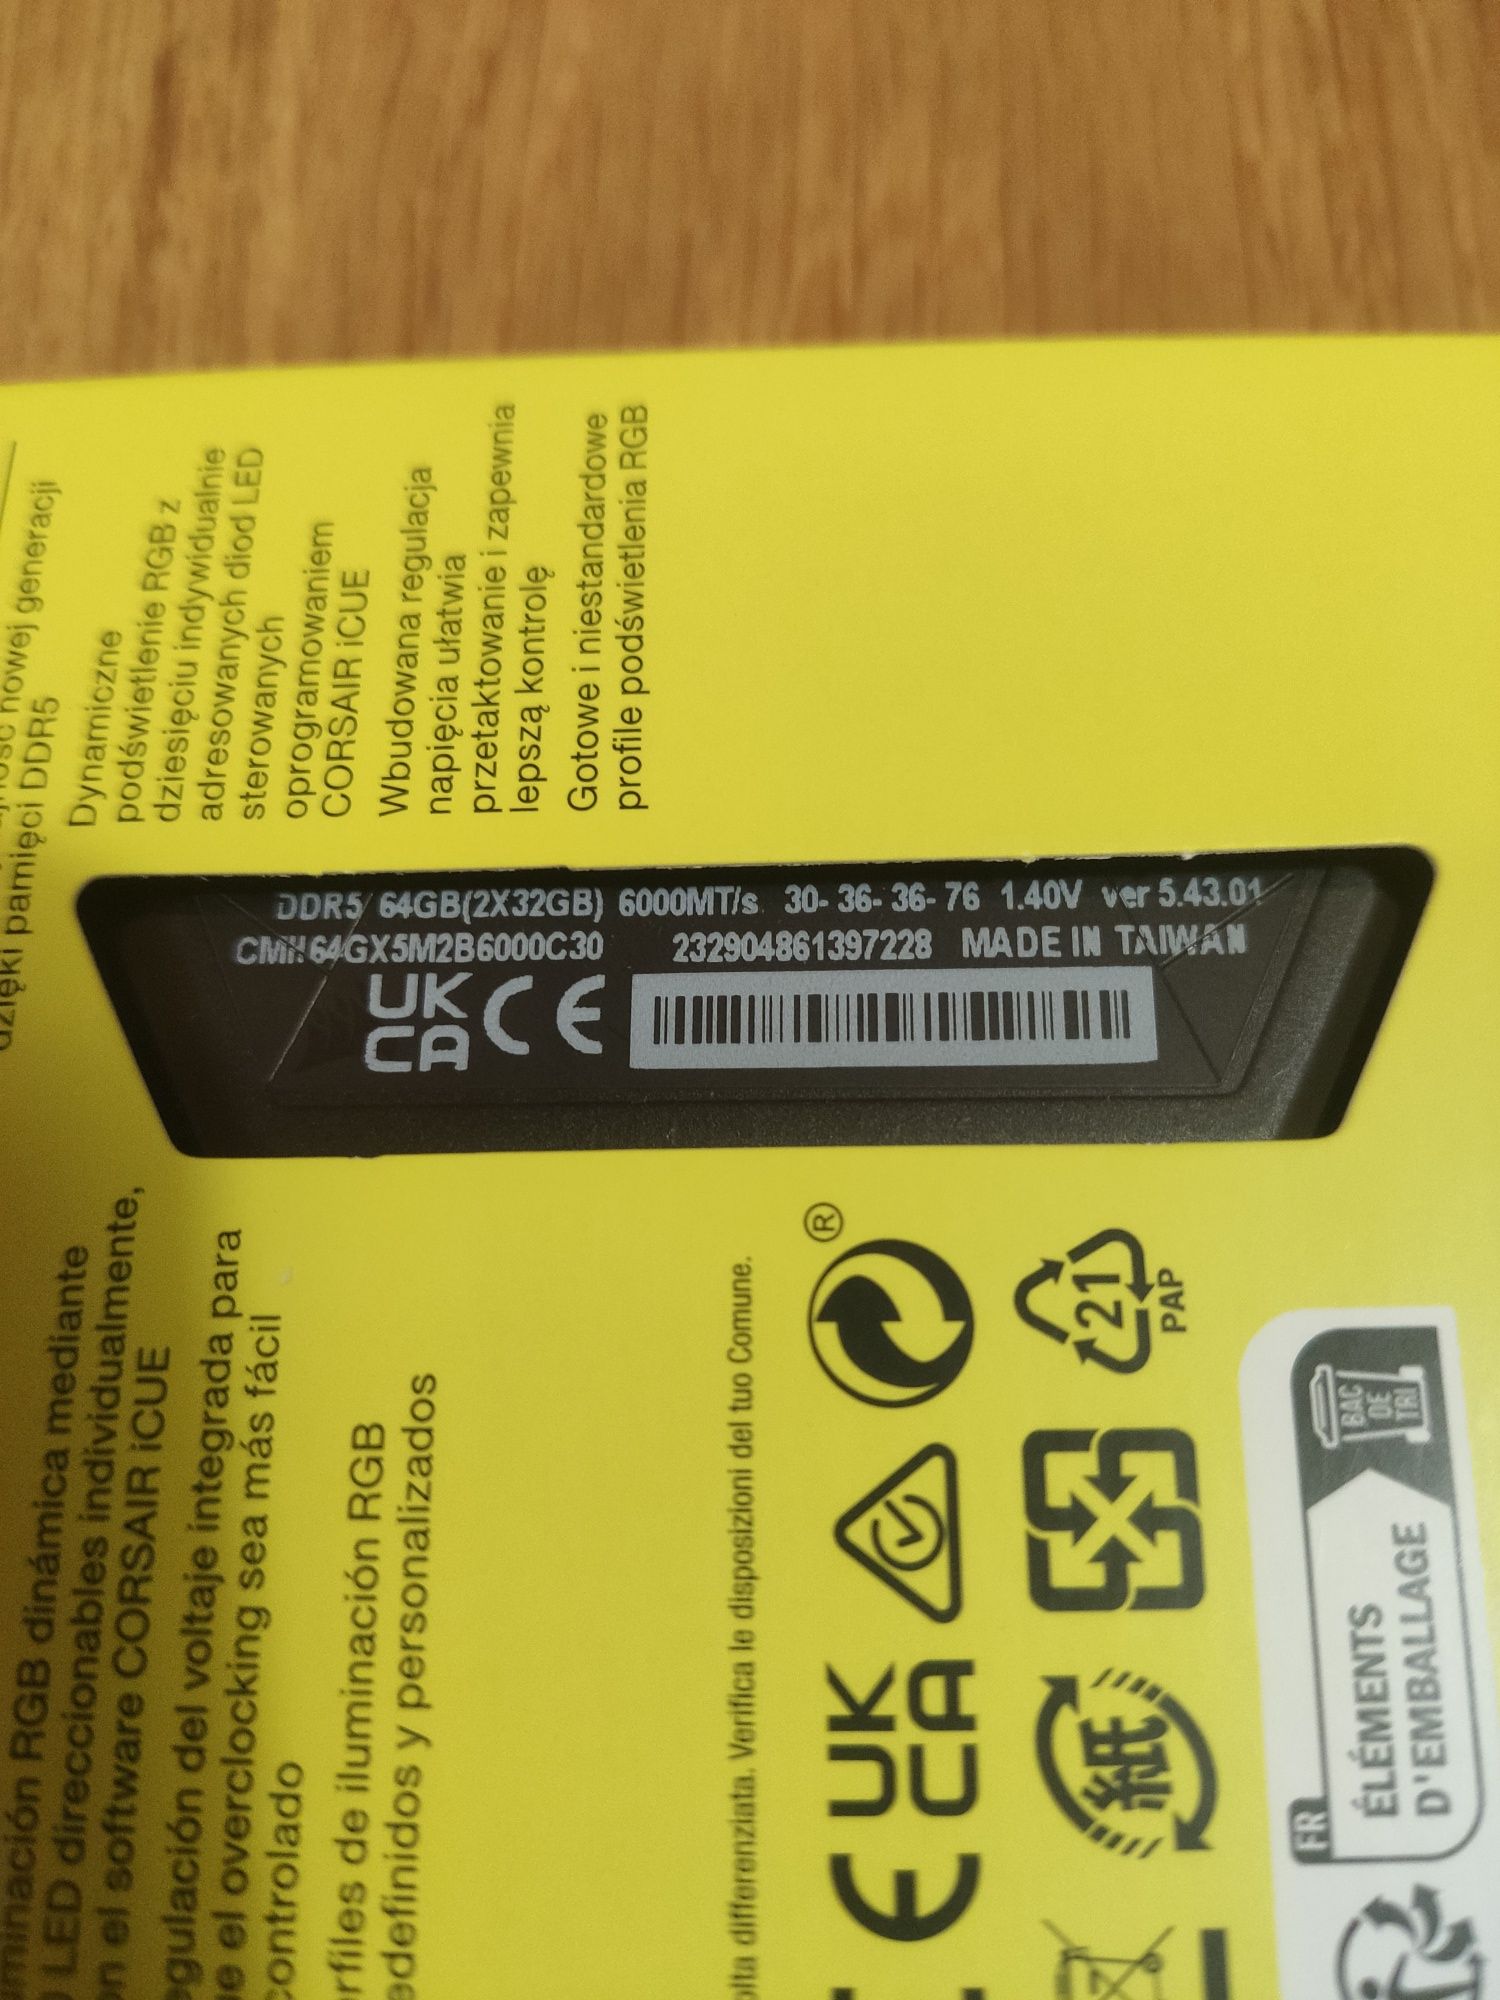 nowej generacji
dzięki pamięci DDR5
Dynamiczne
podświetlenie RGB z
dziesięciu indywidualnie
adresowanych diod LED
sterowanych
oprogramowaniem
CORSAIR iCUE
Wbudowana regulacja
napięcia ułatwia
przetaktowanie i zapewnia
lepszą kontrolę
Gotowe i niestandardowe
profile podświetlenia RGB
DDR5 64GB(2X32GB) 6000MT/s 30-36-36-76 1.40V ver 5.43.01
CMH64GX5M2B6000C30 232904861397228 MADE IN TAIWAN
UK
CA CE
RGB dinámica mediante
LED direccionables individualmente,
el software CORSAIR iCUE
del voltaje integrada para
el overclocking sea más fácil
controlado
de iluminación RGB
y personalizados
differenziata. Verifica le disposizioni del tuo Comune.
®
UK
CA
21
PAP
紙
FR
ÉLÉMENTS
D'EMBALLAGE
BAC
DE
TRI